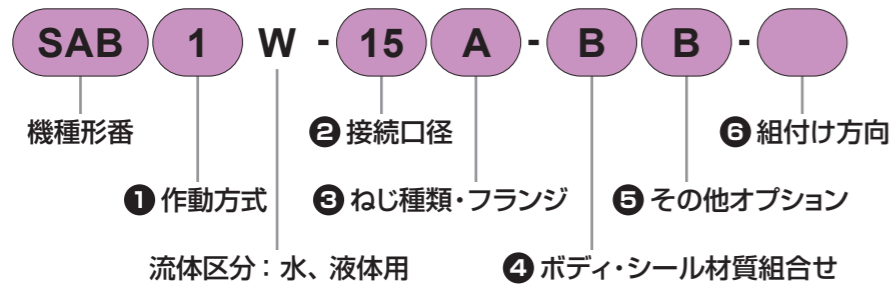 SAB 1 W - 15 A - B B -
機種形番
❷ 接続口径
❻ 組付け方向
❶ 作動方式
❸ ねじ種類・フランジ
❺ その他オプション
流体区分：水、液体用
❹ ボディ・シール材質組合せ